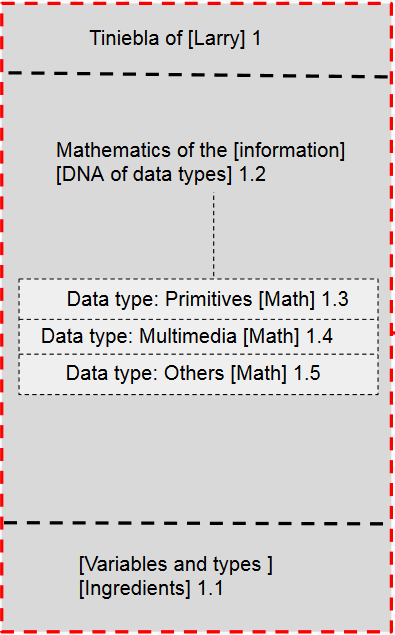 Tiniebla of [Larry] 1
Mathematics of the [information]
[DNA of data types] 1.2
Data type: Primitives [Math] 1.3
Data type: Multimedia [Math] 1.4
Data type: Others [Math] 1.5
[Variables and types ]
[Ingredients] 1.1